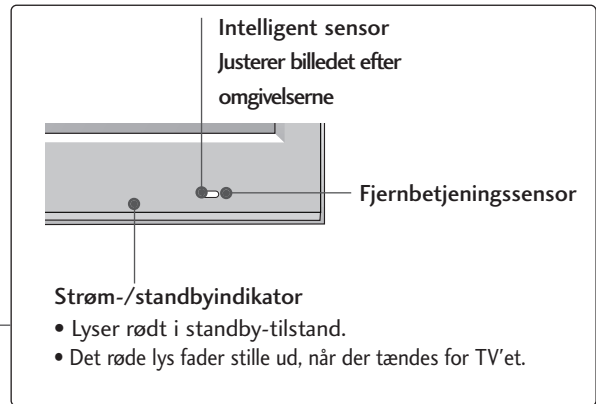 Intelligent sensor
Justerer billedet efter
omgivelserne
Fjernbetjeningssensor
Strøm-/standbyindikator
• Lyser rødt i standby-tilstand.
• Det røde lys fader stille ud, når der tændes for TV’et.